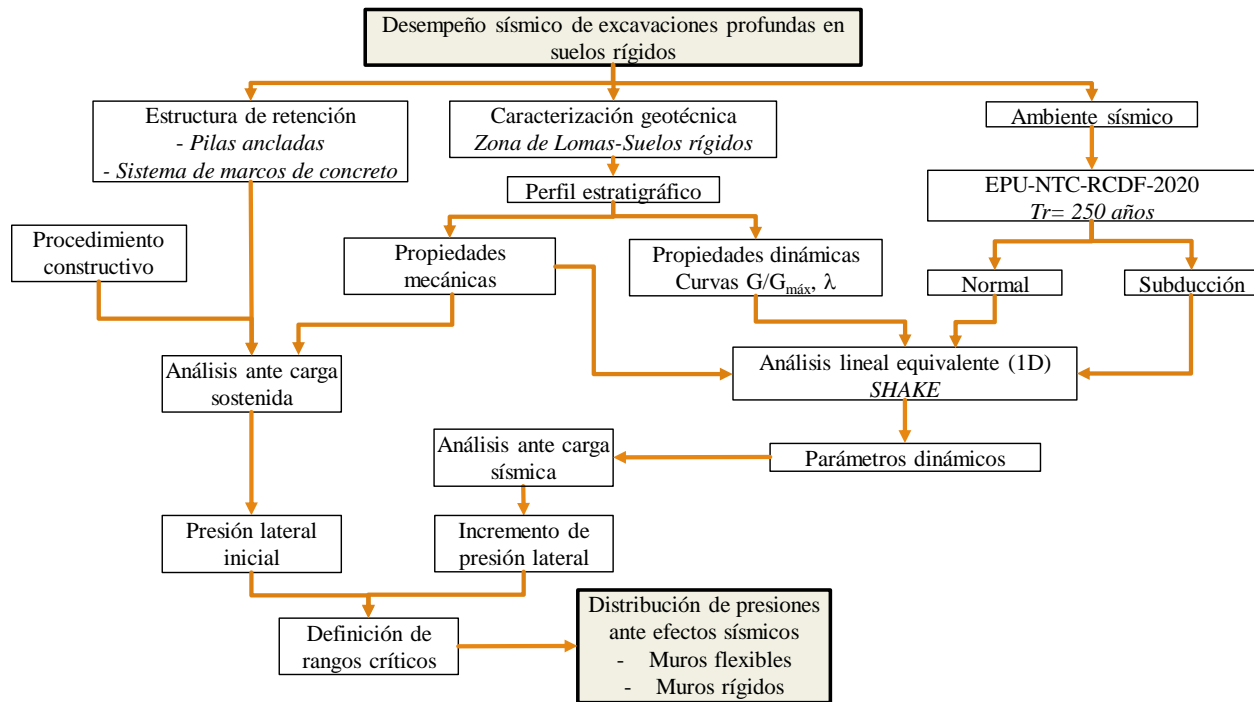 Desempeño sísmico de excavaciones profundas en
suelos rígidos
Estructura de retención
- Pilas ancladas
- Sistema de marcos de concreto
Caracterización geotécnica
Zona de Lomas-Suelos rígidos
Ambiente sísmico
Perfil estratigráfico
EPU-NTC-RCDF-2020
Tr= 250 años
Procedimiento
constructivo
Propiedades
mecánicas
Propiedades dinámicas
Curvas G/Gmáx, λ
Normal
Subducción
Análisis ante carga
sostenida
Análisis lineal equivalente (1D)
SHAKE
Análisis ante carga
sísmica
Parámetros dinámicos
Presión lateral
inicial
Incremento de
presión lateral
Definición de
rangos críticos
Distribución de presiones
ante efectos sísmicos
- Muros flexibles
- Muros rígidos